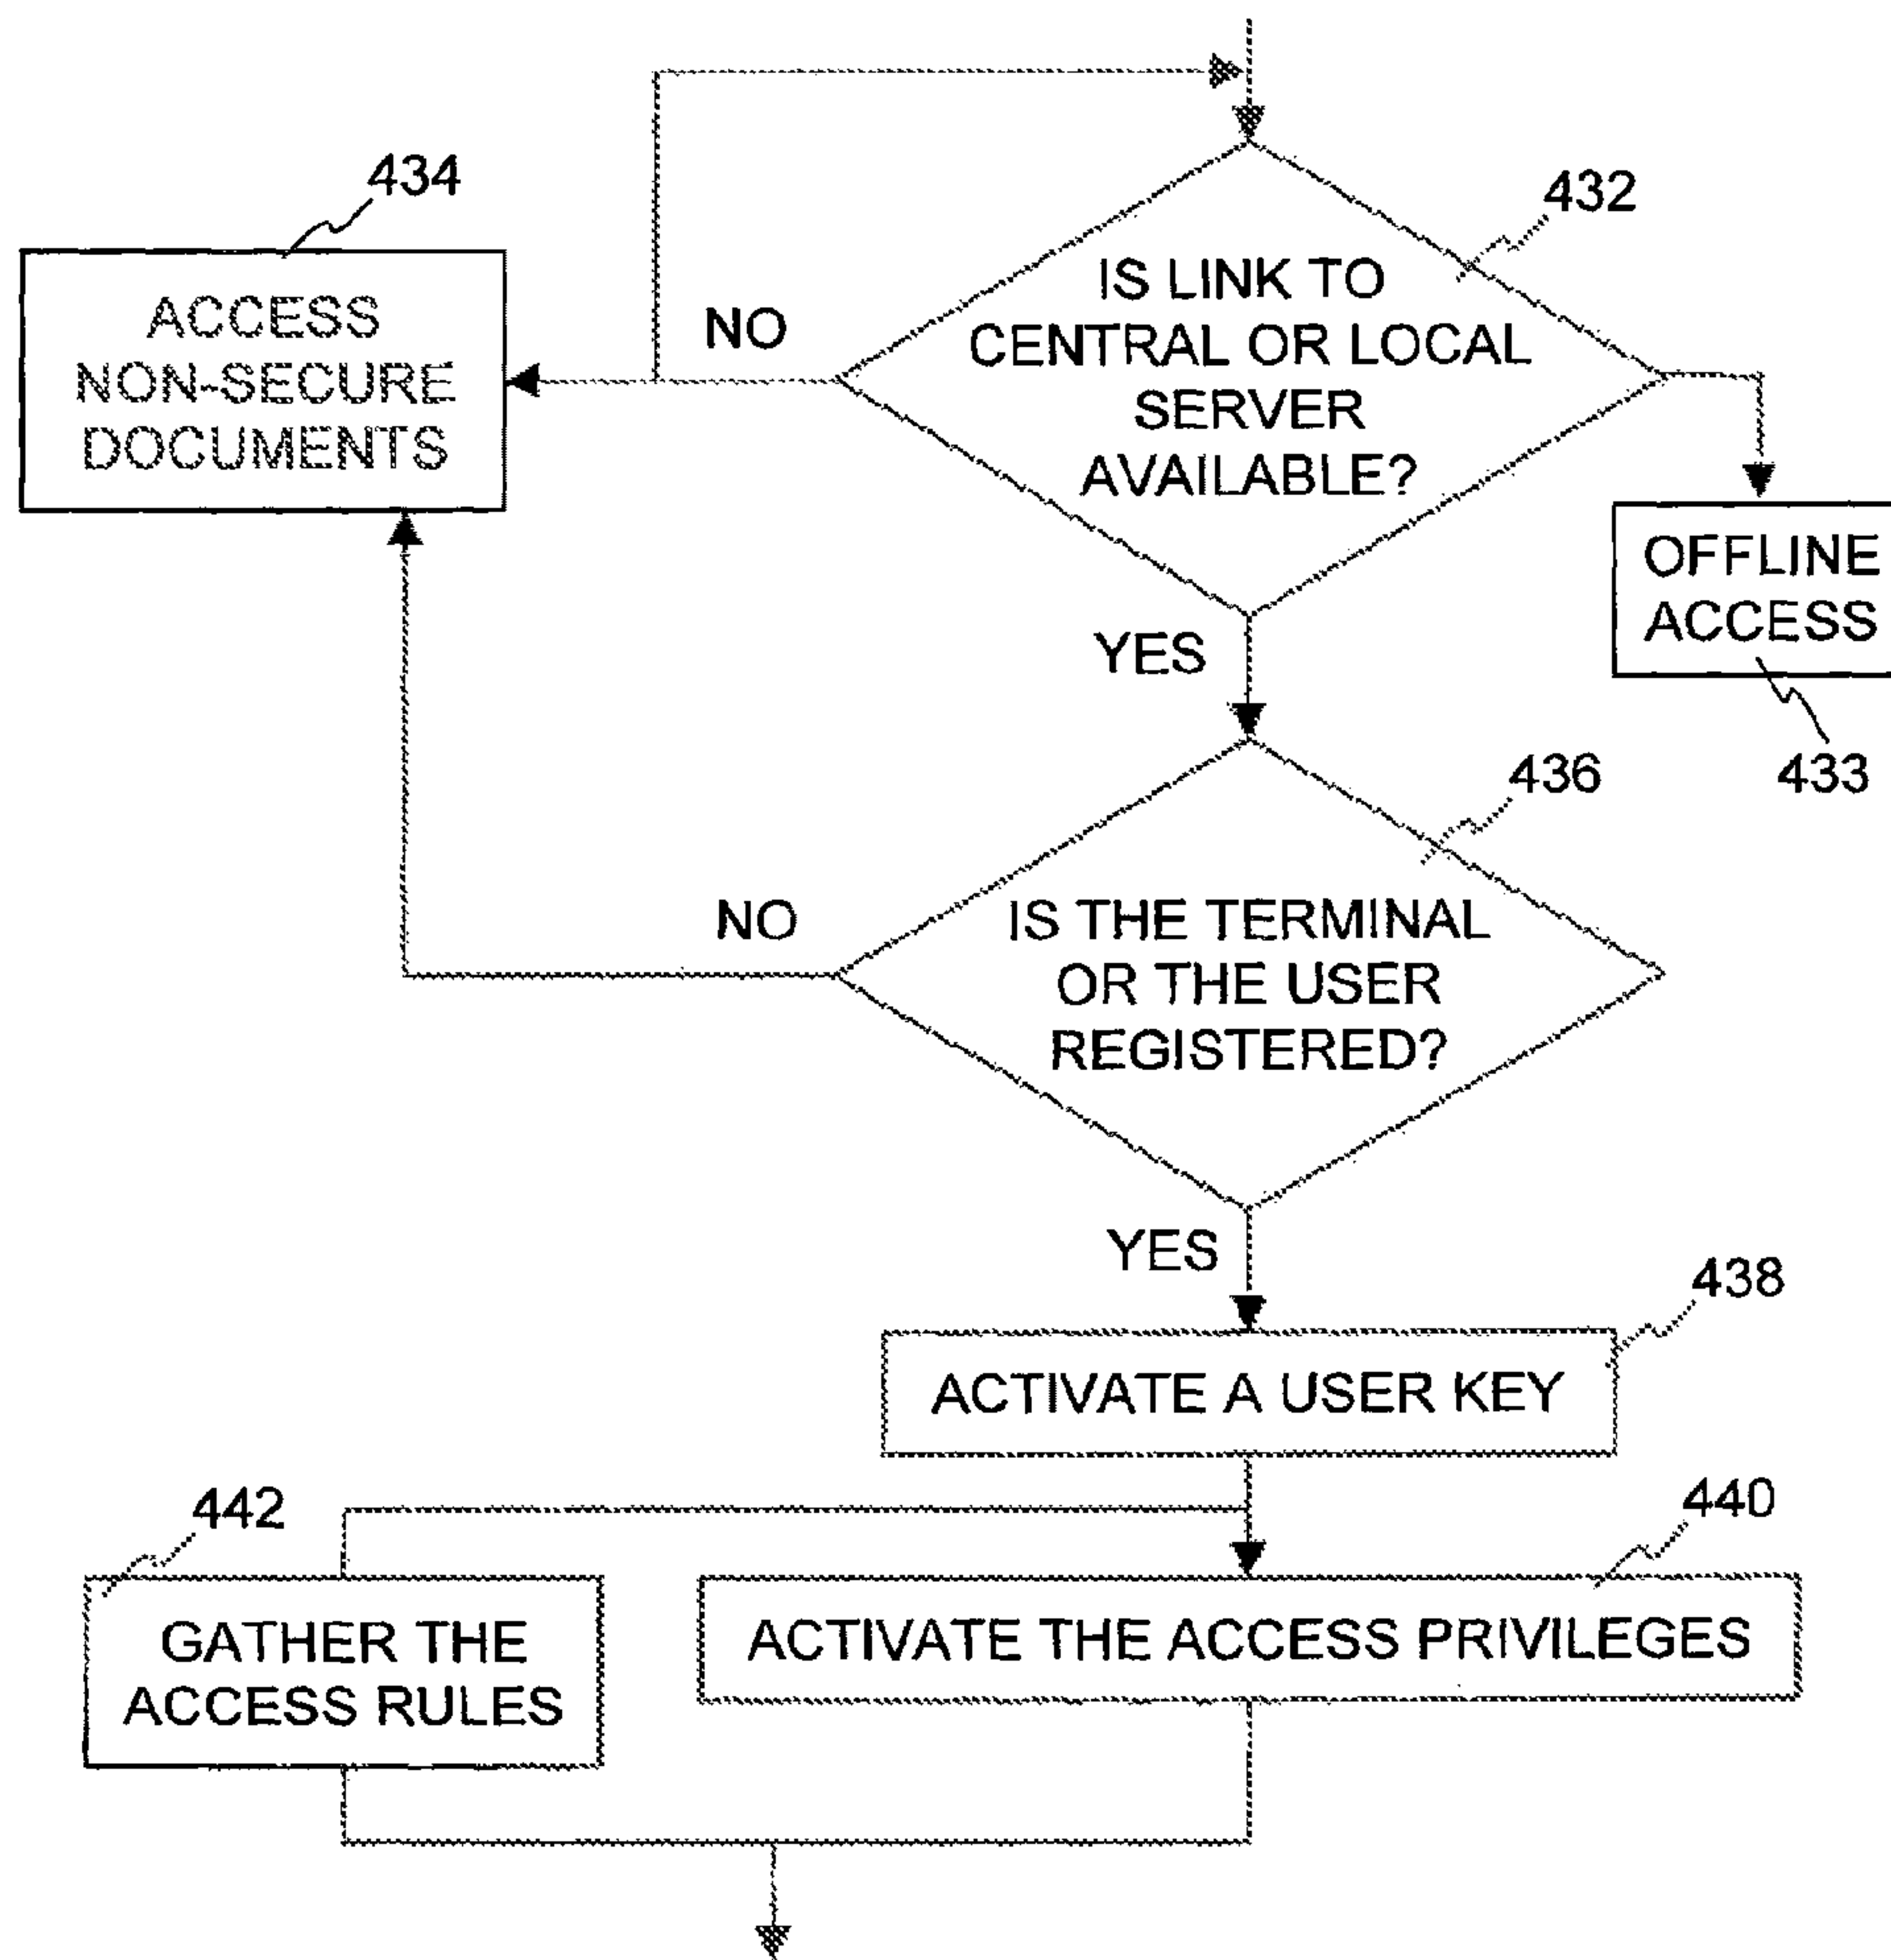 434
432
IS LINK TO
CENTRAL OR LOCAL
SERVER
AVAILABLE?
NO
ACCESS
NON-SECURE
DOCUMENTS
OFFLINE
ACCESS
433
YES
436
IS THE TERMINAL
OR THE USER
REGISTERED?
NO
YES
438
ACTIVATE A USER KEY
442
440
GATHER THE
ACCESS RULES
ACTIVATE THE ACCESS PRIVILEGES